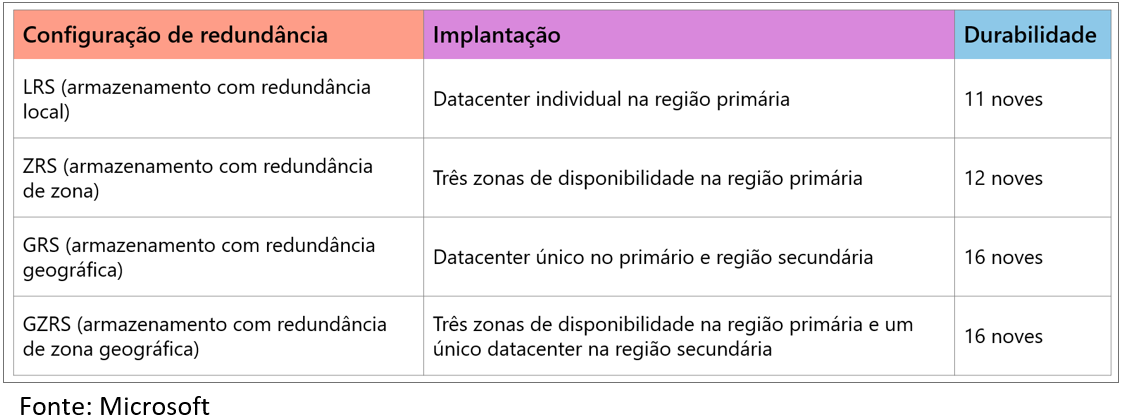 Configuração de redundância
Implantação
Durabilidade
LRS (armazenamento com redundância
local)
Datacenter individual na região primária
11 noves
ZRS (armazenamento com redundância
de zona)
Três zonas de disponibilidade na região primária
12 noves
GRS (armazenamento com redundância
geográfica)
Datacenter único no primário e região secundária
16 noves
GZRS (armazenamento com redundância
de zona geográfica)
Três zonas de disponibilidade na região primária e um
único datacenter na região secundária
16 noves
Fonte: Microsoft